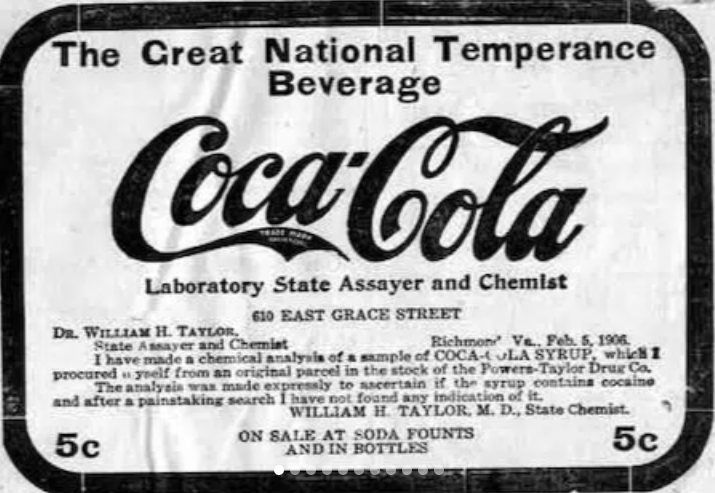 The Great National Temperance
Beverage
Coca-Cola
TRADE MARK
Laboratory State Assayer and Chemist
610 EAST GRACE STREET
DR. WILLIAM H. TAYLOR,
State Assayer and Chemist Richmond Va., Feb. 5, 1906.
I have made a chemical analysis of a sample of COCA-COLA SYRUP, which I
procured myself from an original parcel in the stock of the Powers-Taylor Drug Co.
The analysis was made expressly to ascertain if the syrup contains cocaine
and after a painstaking search I have not found any indication of it.
WILLIAM H. TAYLOR, M. D., State Chemist.
5c ON SALE AT SODA FOUNTS 5c
AND IN BOTTLES